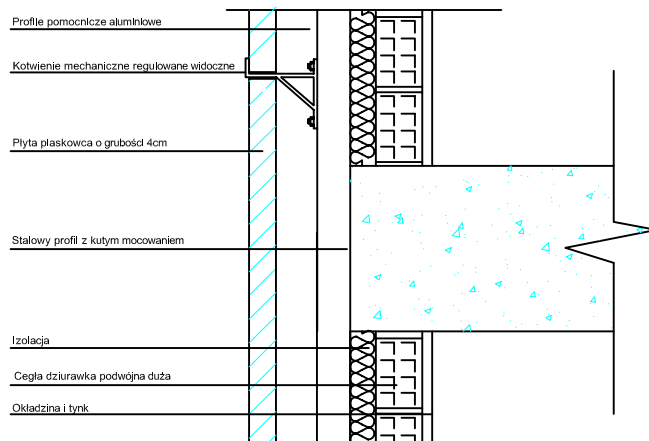 Profile pomocnicze aluminiowe
Kotwienie mechaniczne regulowane widoczne
Płyta plaskowca o grubości 4cm
Stalowy profil z kutym mocowaniem
Izolacja
Cegła dziurawka podwójna duża
Okładzina i tynk